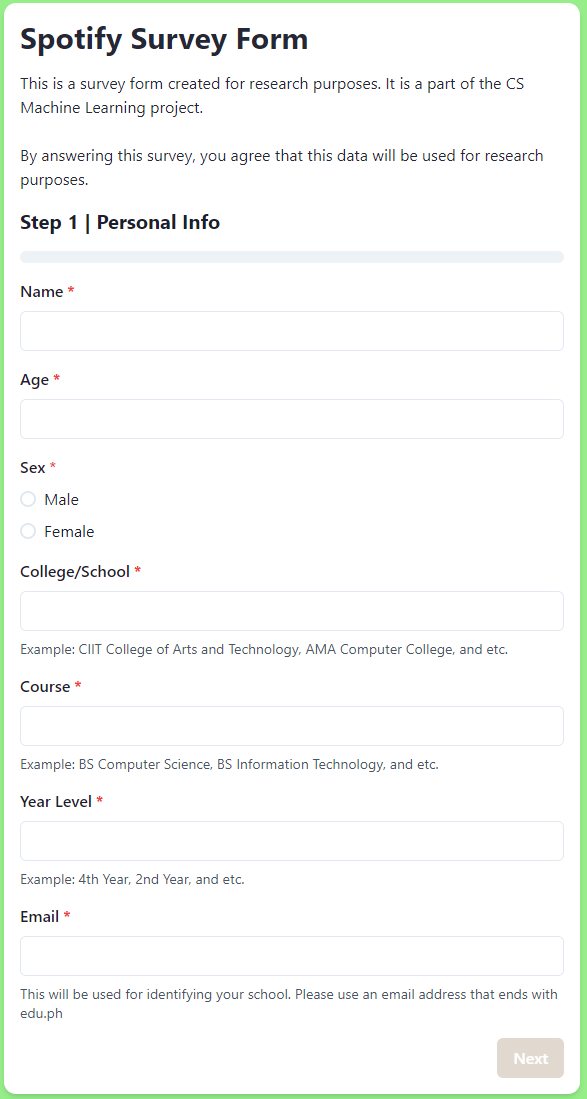 Spotify Survey Form
This is a survey form created for research purposes. It is a part of the CS
Machine Learning project.
By answering this survey, you agree that this data will be used for research
purposes.
Step 1 | Personal Info
Name *
Age *
Sex *
Male
Female
College/School *
Example: CIIT College of Arts and Technology, AMA Computer College, and etc.
Course *
Example: BS Computer Science, BS Information Technology, and etc.
Year Level *
Example: 4th Year, 2nd Year, and etc.
Email *
This will be used for identifying your school. Please use an email address that ends with
edu.ph
Next